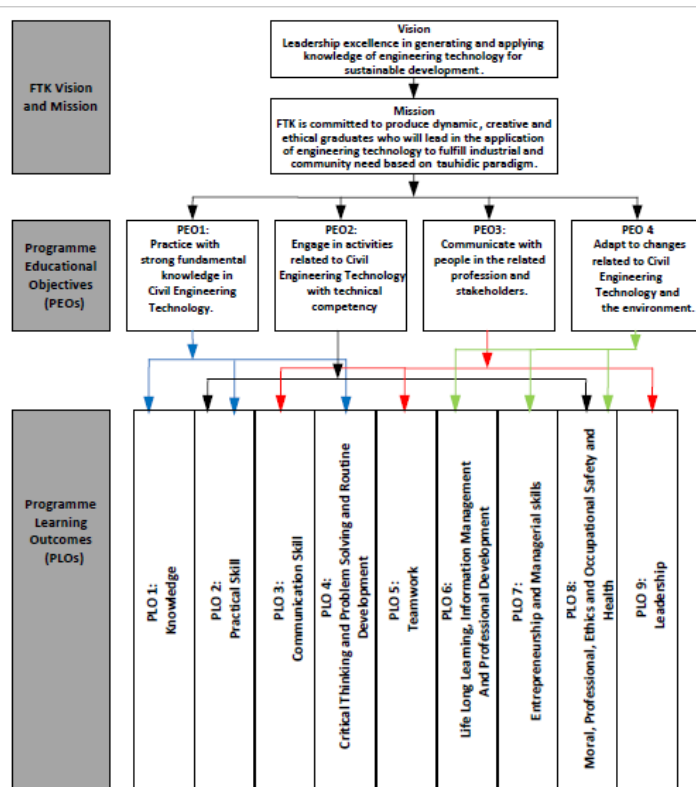 FTK Vision
and Mission
Vision
Leadership excellence in generating and applying
knowledge of engineering technology for
sustainable development.
Mission
FTK is committed to produce dynamic, creative and
ethical graduates who will lead in the application
of engineering technology to fulfill industrial and
community need based on tauhidic paradigm.
Programme
Educational
Objectives
(PEOs)
PEO1:
Practice with
strong fundamental
knowledge in
Civil Engineering
Technology.
PEO2:
Engage in activities
related to Civil
Engineering Technology
with technical
competency
PEO3:
Communicate with
people in the related
profession and
stakeholders.
PEO 4
Adapt to changes
related to Civil
Engineering
Technology and
the environment.
Programme
Learning
Outcomes
(PLOs)
PLO 1:
Knowledge
PLO 2:
Practical Skill
PLO 3:
Communication Skill
PLO 4:
Critical Thinking and Problem Solving and Routine
Development
PLO 5:
Teamwork
PLO 6:
Life Long Learning, Information Management
And Professional Development
PLO 7:
Entrepreneurship and Managerial skills
PLO 8:
Moral, Professional, Ethics and Occupational Safety and
Health
PLO 9:
Leadership